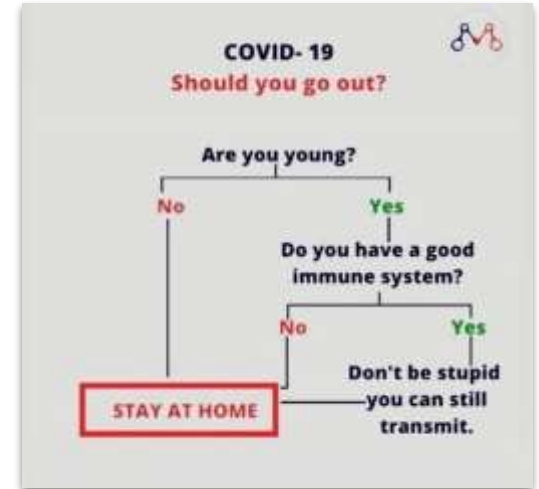 COVID- 19
Should you go out?
Are you young?
No
Yes
Do you have a good
immune system?
No
Yes
Don't be stupid
you can still
transmit.
STAY AT HOME